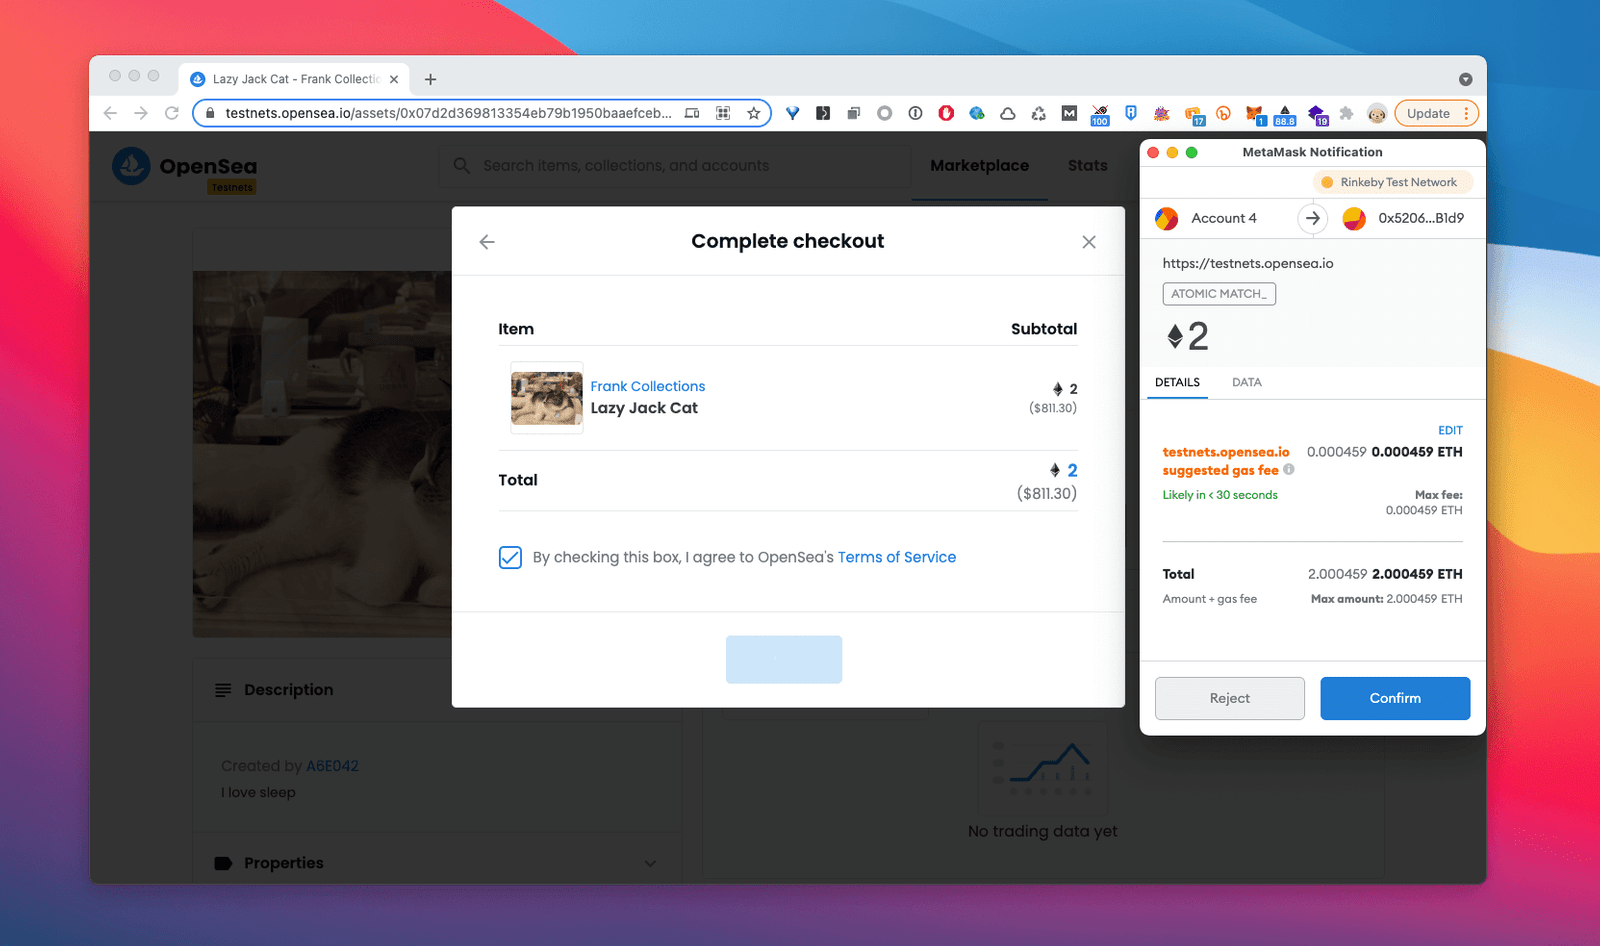 Lazy Jack Cat - Frank Collectio
testnets.opensea.io/assets/0x07d2d369813354eb79b1950baaefceb...
100
17
1
88.8
19
Update
OpenSea
Testnets
Search items, collections, and accounts
Marketplace
Stats
Complete checkout
Item
Subtotal
Frank Collections
2
Lazy Jack Cat
($811.30)
Total
2
($811.30)
By checking this box, I agree to OpenSea's Terms of Service
Description
Created by A6E042
I love sleep
Properties
No trading data yet
MetaMask Notification
Rinkeby Test Network
Account 4
0x5206...B1d9
https://testnets.opensea.io
ATOMIC MATCH_
2
DETAILS
DATA
EDIT
testnets.opensea.io 0.000459 0.000459 ETH
suggested gas fee
Likely in < 30 seconds
Max fee:
0.000459 ETH
Total 2.000459 2.000459 ETH
Amount + gas fee
Max amount: 2.000459 ETH
Reject
Confirm